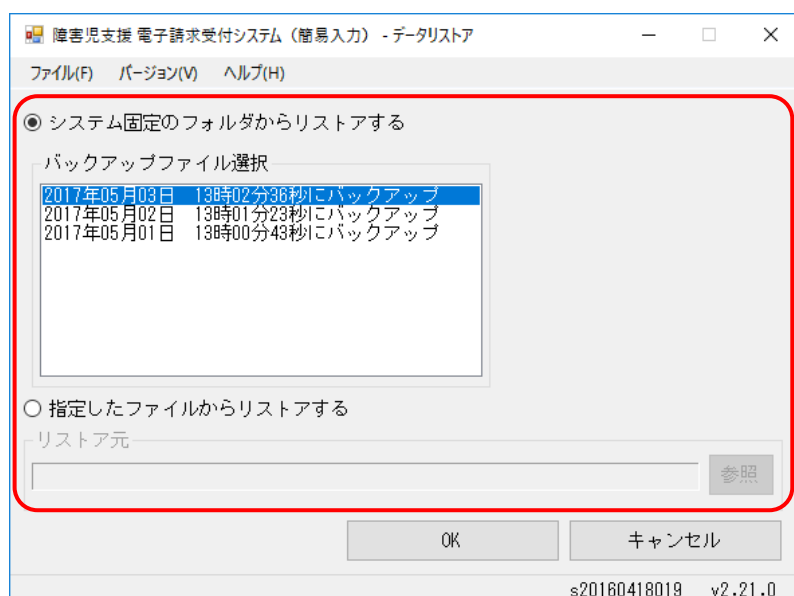 障害児支援 電子請求受付システム（簡易入力） - データリストア
ファイル(F) バージョン(V) ヘルプ(H)
システム固定のフォルダからリストアする
バックアップファイル選択
2017年05月03日 13時02分36秒にバックアップ
2017年05月02日 13時01分23秒にバックアップ
2017年05月01日 13時00分43秒にバックアップ
指定したファイルからリストアする
リストア元
参照
OK キャンセル
s20160418019 v2.21.0